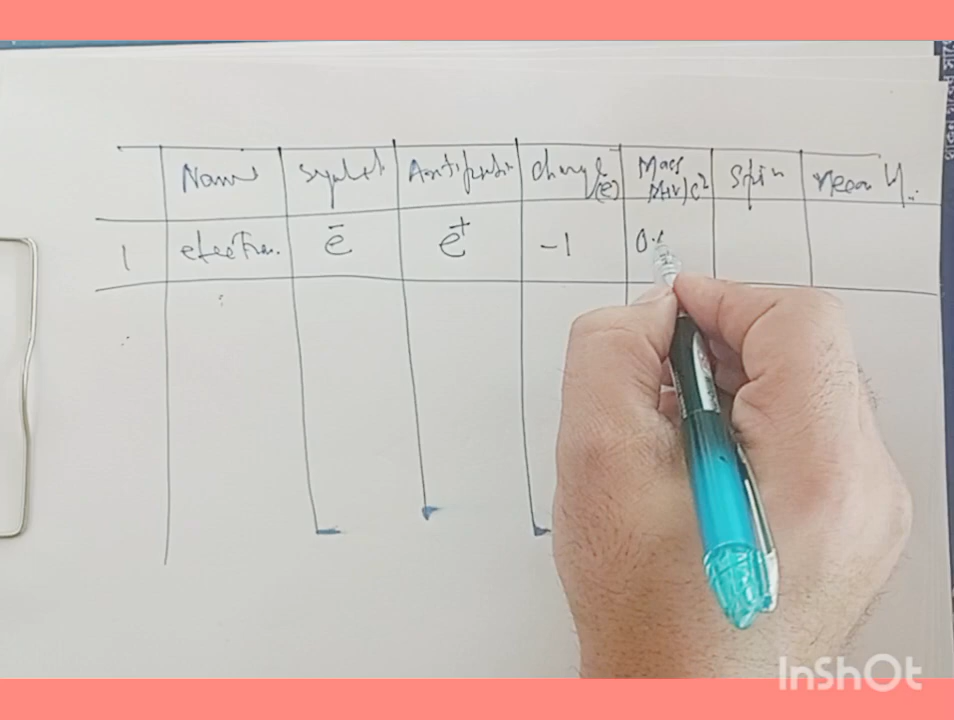 Name Symbol Antiparticle Charge (e) Mass MeV/c² Spin
1 electron e⁻ e⁺ -1 0.
InShOt